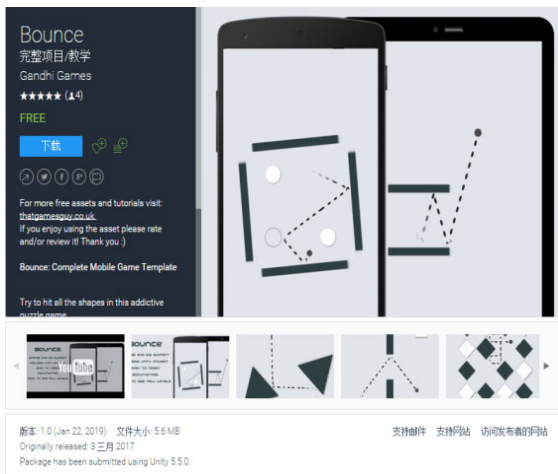 Bounce
完整项目/教学
Gandhi Games
★★★★★ (4)
FREE
下载
For more free assets and tutorials visit:
thatgamesguy.co.uk
If you enjoy using the asset please rate
and/or review it! Thank you :)
Bounce: Complete Mobile Game Template
Try to hit all the shapes in this addictive
puzzle game
BOUNCE
YouTube
BOUNCE
版本: 1.0 (Jan 22, 2019) 文件大小: 5.6 MB
支持邮件 支持网站 访问发布者的网站
Originally released: 3 三月 2017
Package has been submitted using Unity 5.5.0.